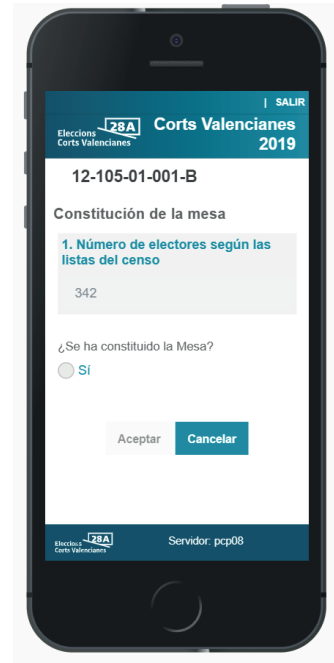 | SALIR
Eleccions 28A
Corts Valencianes
Corts Valencianes
2019
12-105-01-001-B
Constitución de la mesa
1. Número de electores según las
listas del censo
342
¿Se ha constituido la Mesa?
Sí
Aceptar
Cancelar
Eleccions 28A
Corts Valencianes
Servidor: pcp08